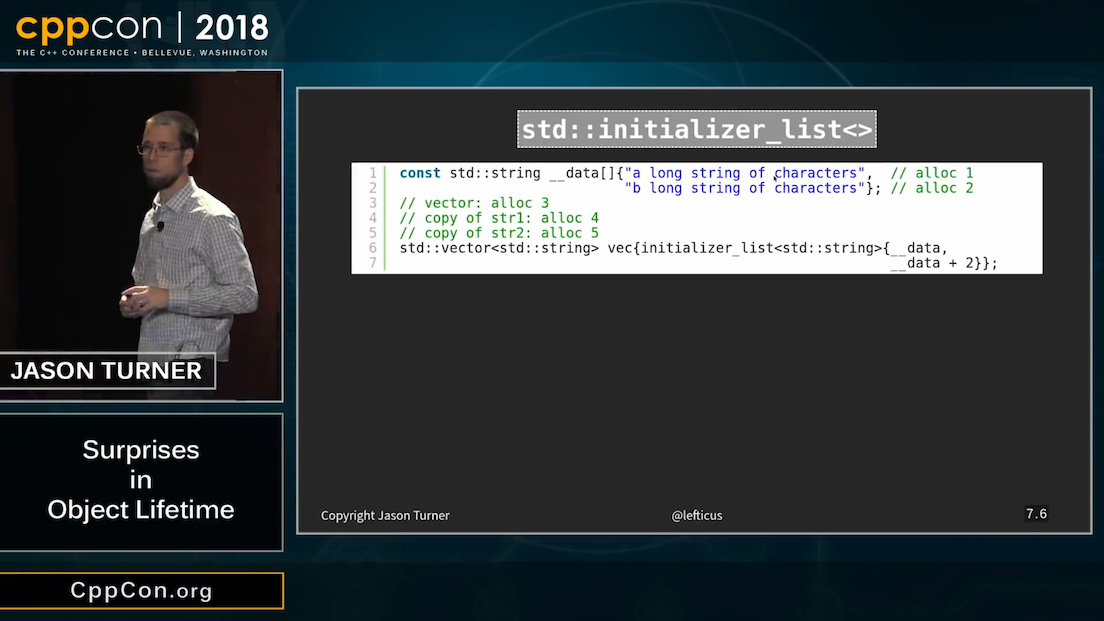 cppcon | 2018
THE C++ CONFERENCE • BELLEVUE, WASHINGTON
JASON TURNER
Surprises
in
Object Lifetime
CppCon.org
std::initializer_list<>
1 const std::string __data[]{"a long string of characters", // alloc 1
2 "b long string of characters"}; // alloc 2
3 // vector: alloc 3
4 // copy of str1: alloc 4
5 // copy of str2: alloc 5
6 std::vector<std::string> vec{initializer_list<std::string>{__data,
7 __data + 2}};
Copyright Jason Turner
@lefticus
7.6